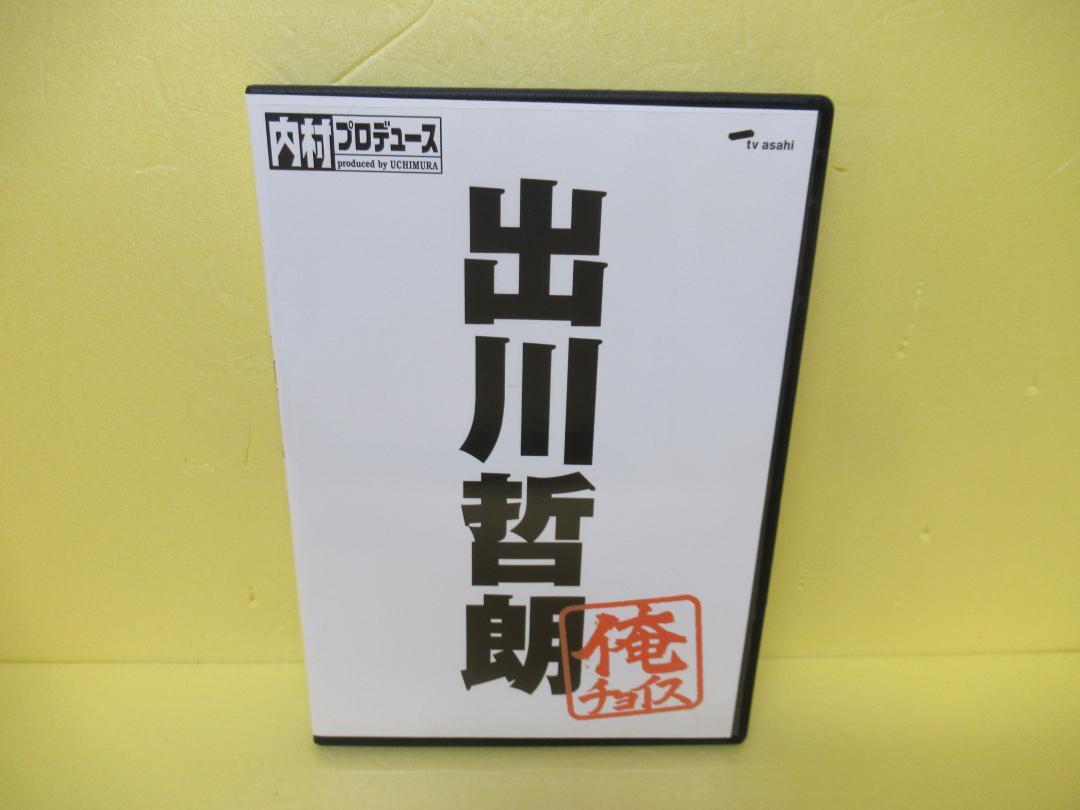 内村プロデュース
produced by UCHIMURA
tv asahi
出川哲朗
俺
チョイス